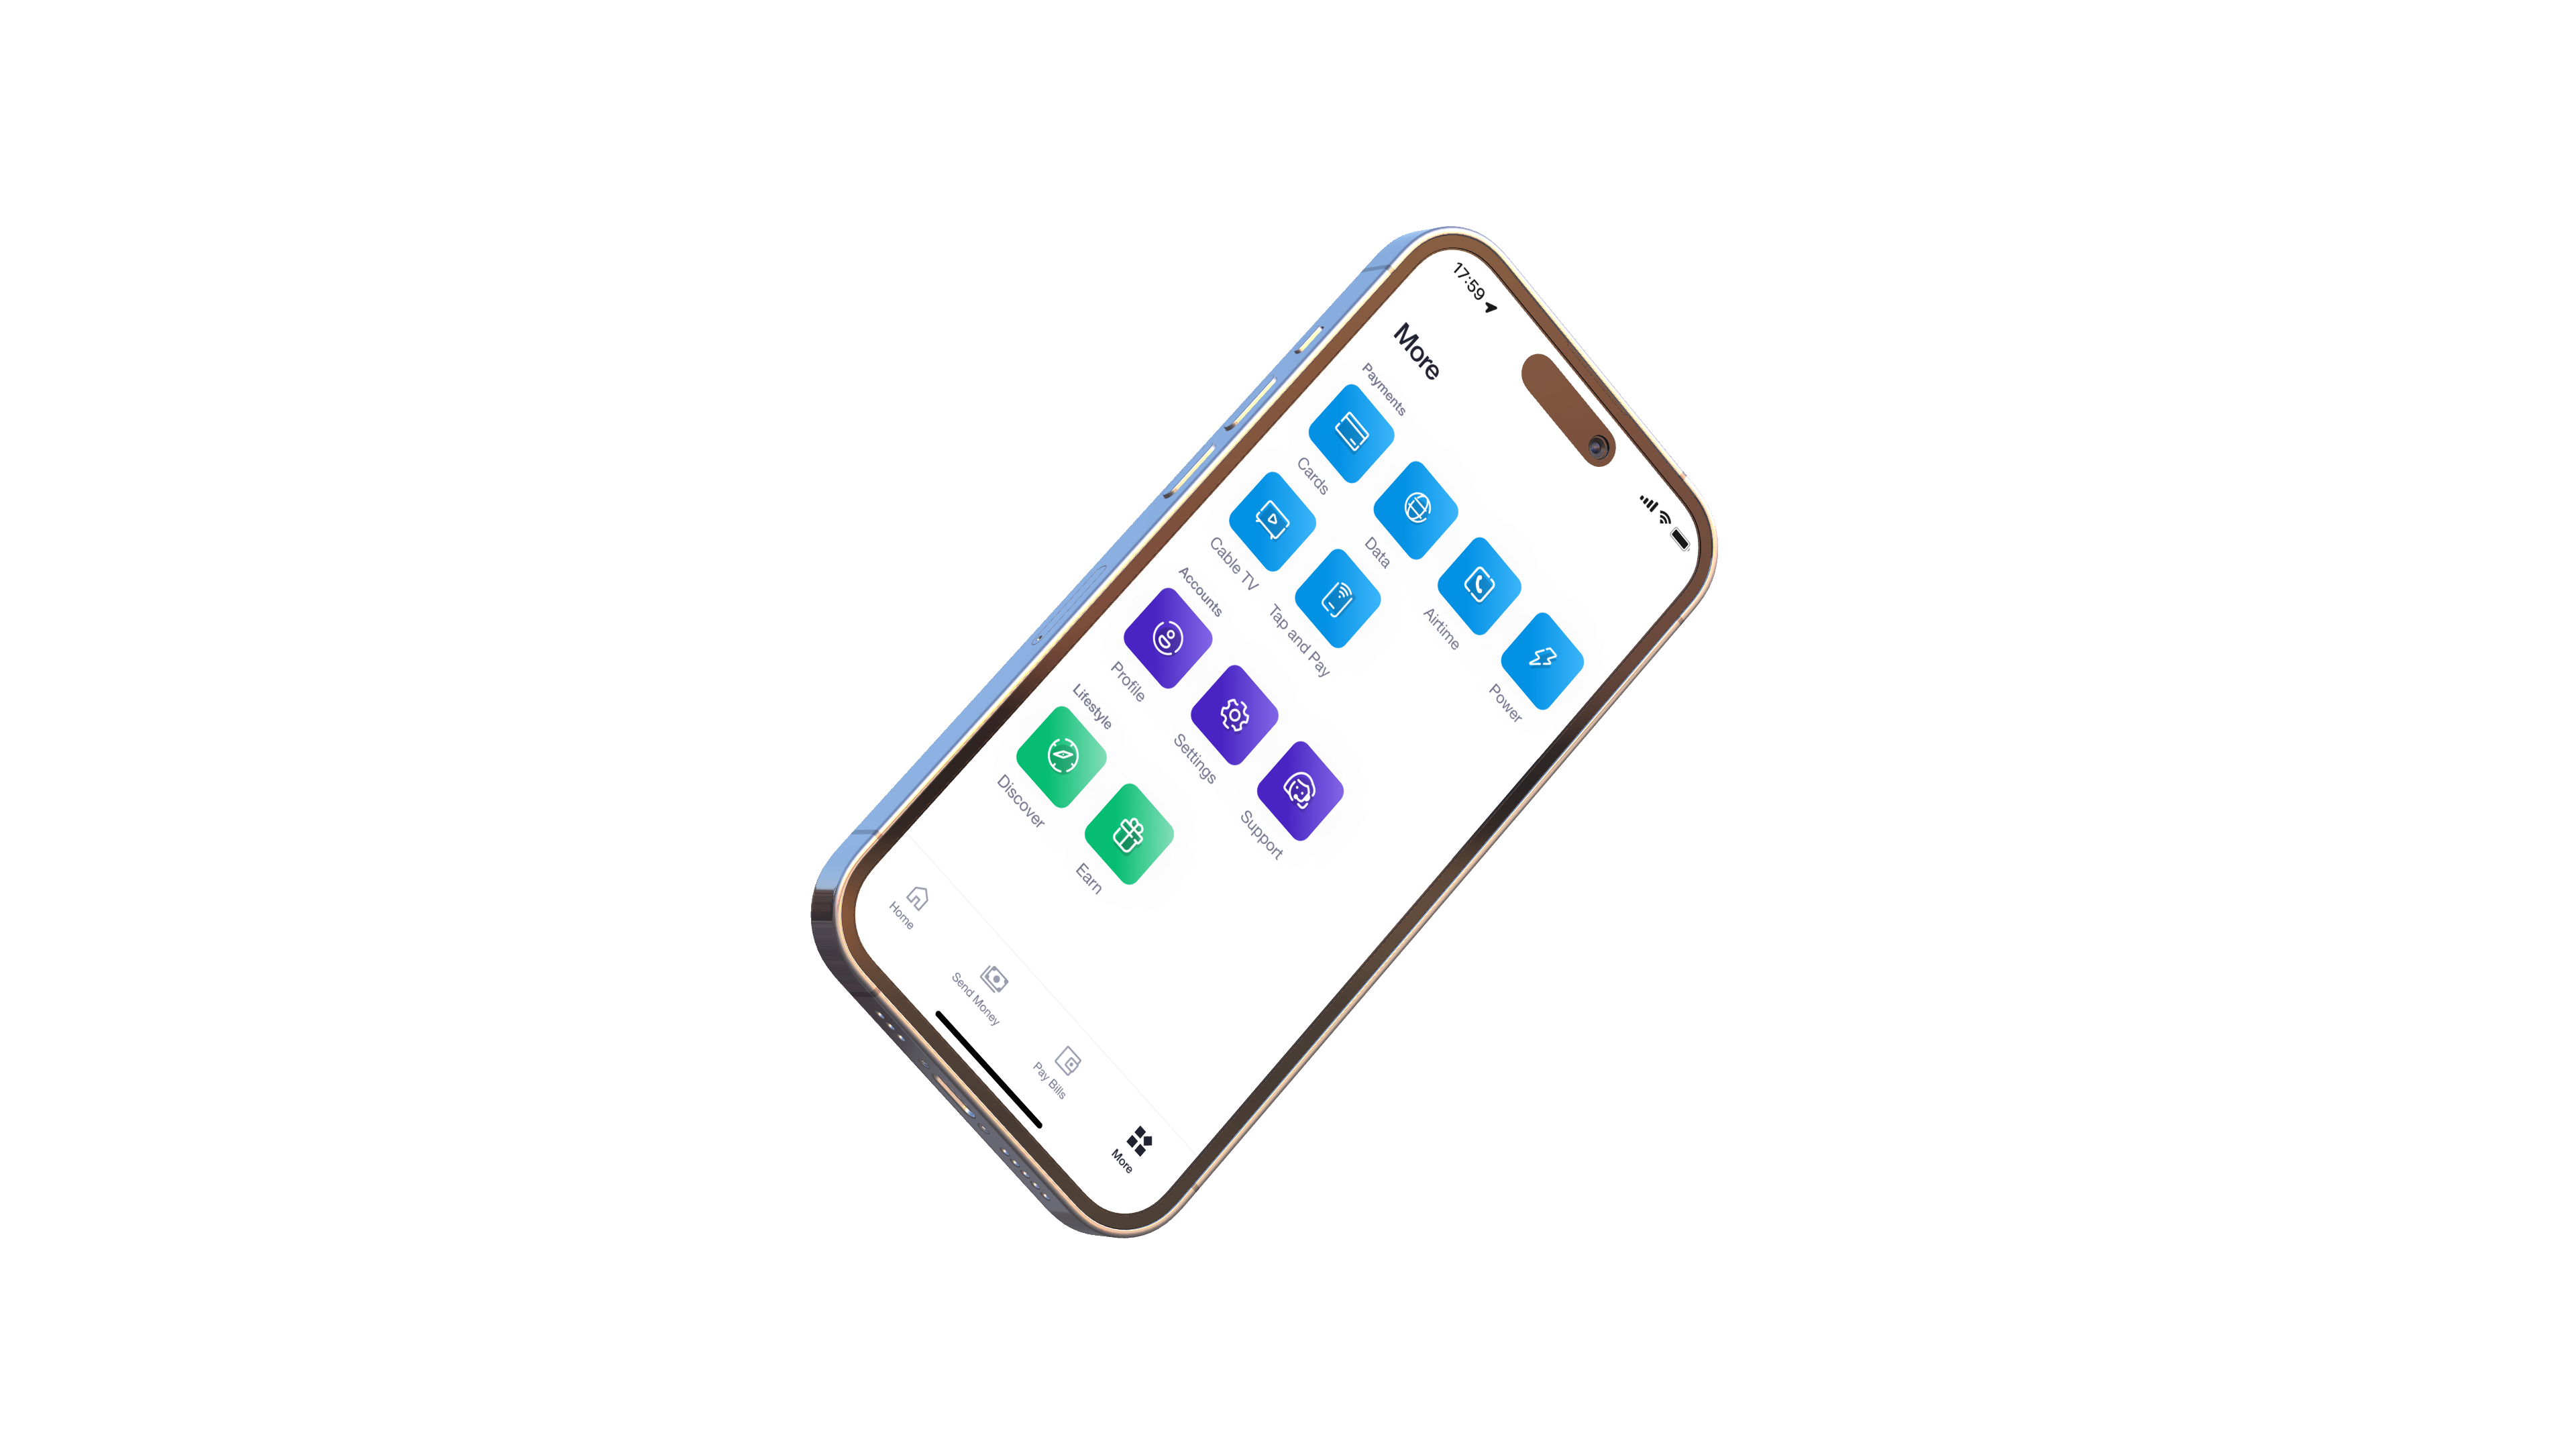 17:59
More
Payments
Cards
Data
Airtime
Power
Cable TV
Tap and Pay
Accounts
Profile
Settings
Support
Lifestyle
Discover
Earn
Home
Send Money
Pay Bills
More